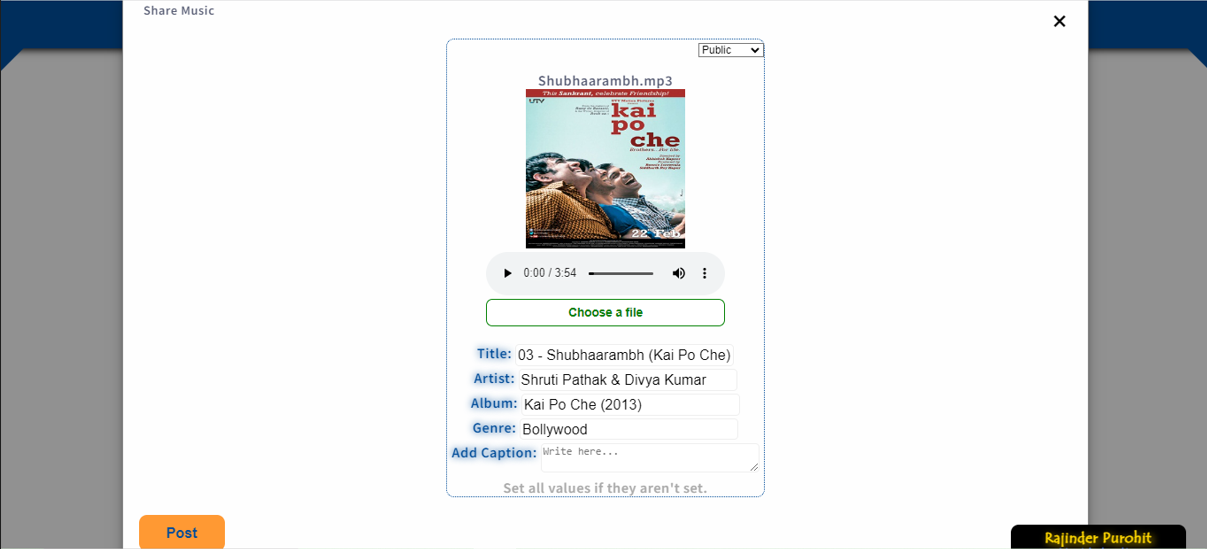 Share Music
×
Public
Shubhaarambh.mp3
This Sankrant, celebrate Friendship!
UTV
kai
po
che
Brothers... For life.
22 Feb
0:00 / 3:54
Choose a file
Title: 03 - Shubhaarambh (Kai Po Che)
Artist: Shruti Pathak & Divya Kumar
Album: Kai Po Che (2013)
Genre: Bollywood
Add Caption: Write here...
Set all values if they aren't set.
Post
Rajinder Purohit